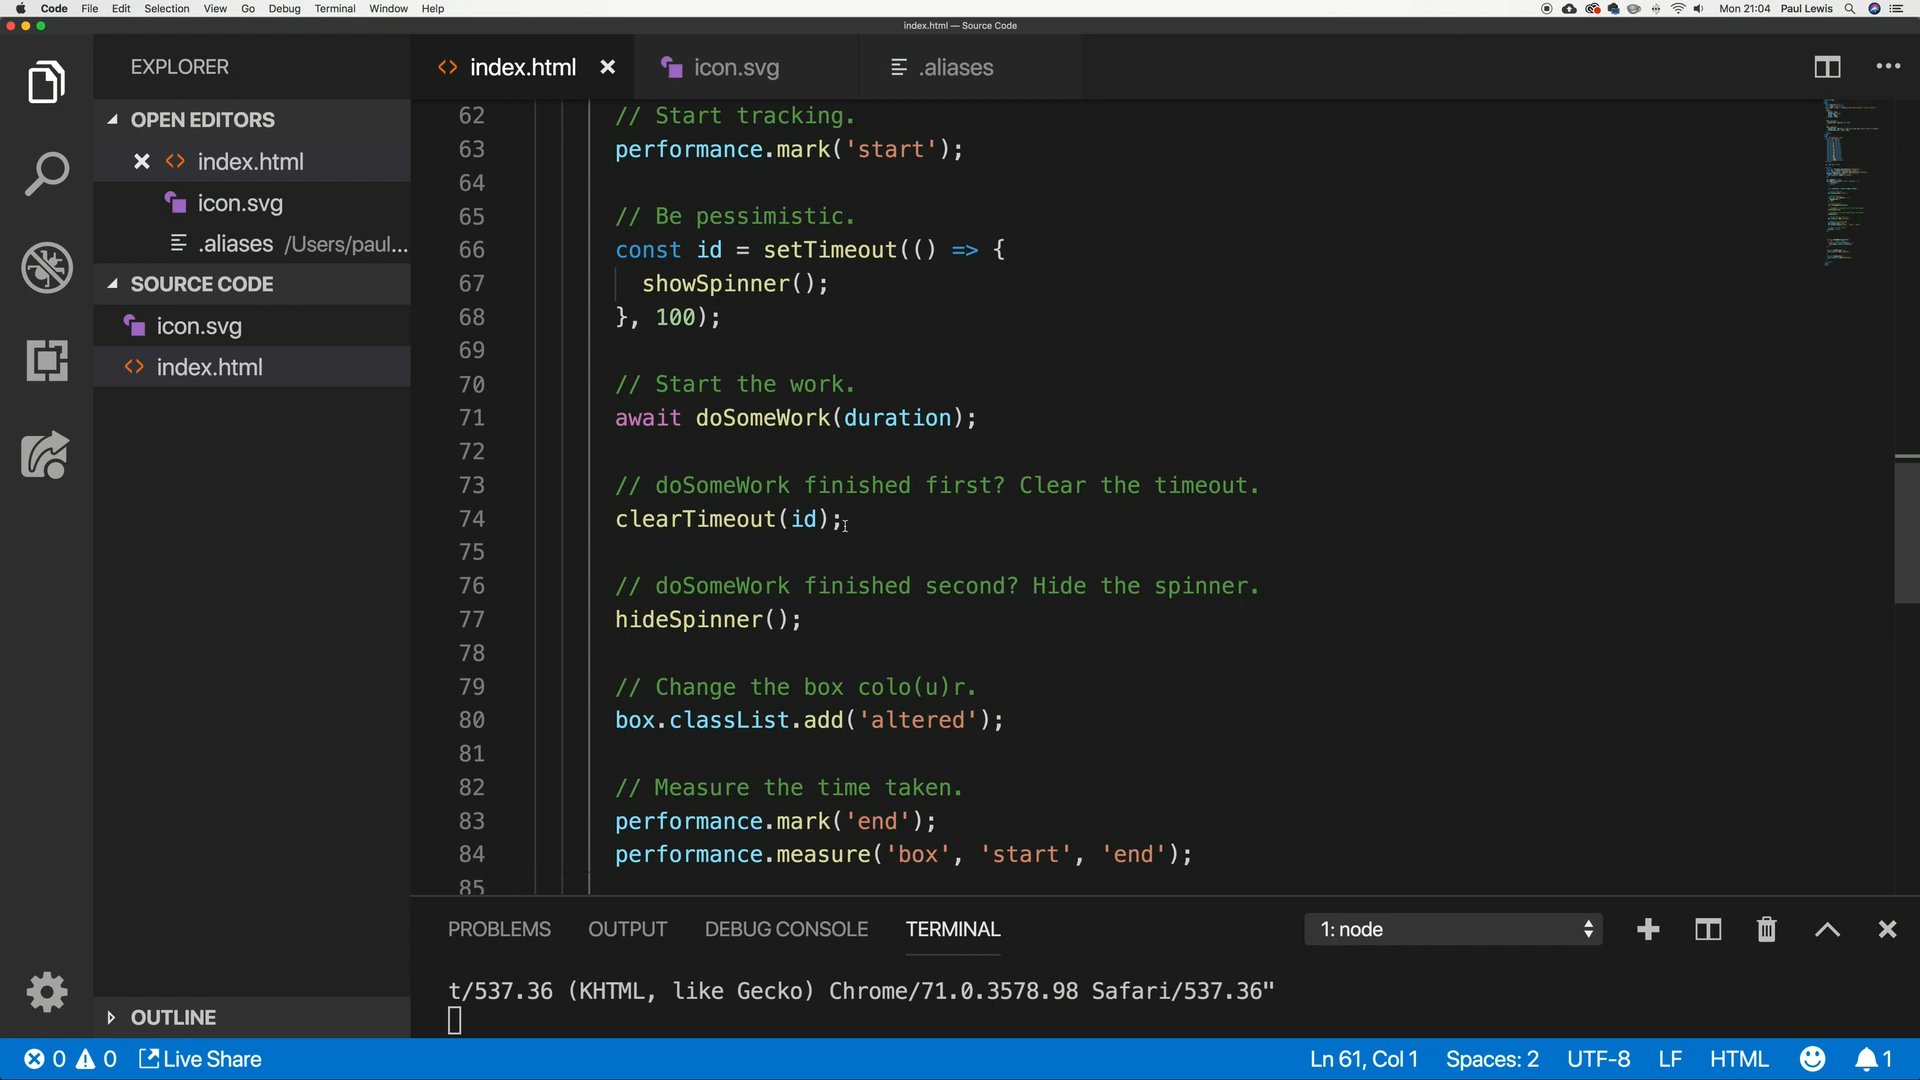 Code File Edit Selection View Go Debug Terminal Window Help Mon 21:04 Paul Lewis
index.html — Source Code
EXPLORER
index.html
icon.svg
.aliases
OPEN EDITORS
index.html
icon.svg
.aliases /Users/paul...
SOURCE CODE
icon.svg
index.html
OUTLINE
62 // Start tracking.
63 performance.mark('start');
64
65 // Be pessimistic.
66 const id = setTimeout(() => {
67 showSpinner();
68 }, 100);
69
70 // Start the work.
71 await doSomeWork(duration);
72
73 // doSomeWork finished first? Clear the timeout.
74 clearTimeout(id);
75
76 // doSomeWork finished second? Hide the spinner.
77 hideSpinner();
78
79 // Change the box colo(u)r.
80 box.classList.add('altered');
81
82 // Measure the time taken.
83 performance.mark('end');
84 performance.measure('box', 'start', 'end');
85
PROBLEMS OUTPUT DEBUG CONSOLE TERMINAL 1: node
t/537.36 (KHTML, like Gecko) Chrome/71.0.3578.98 Safari/537.36"
0 0 Live Share Ln 61, Col 1 Spaces: 2 UTF-8 LF HTML 1